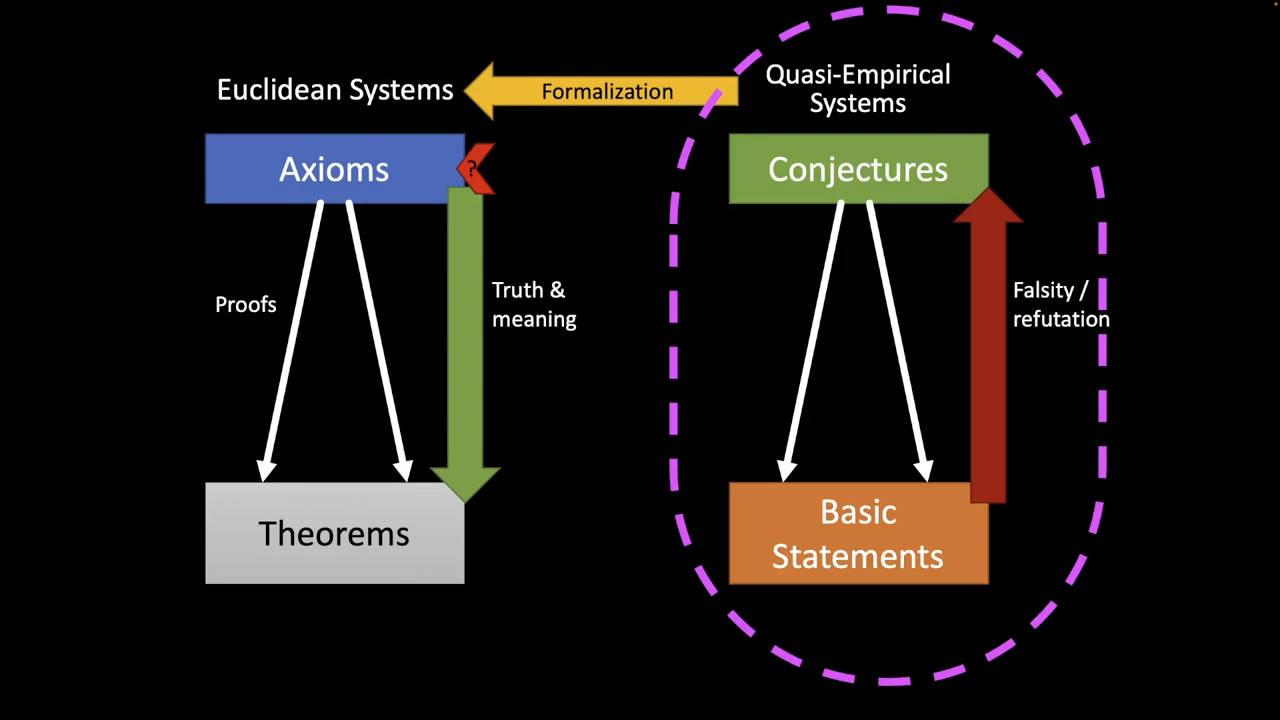 Euclidean Systems
Formalization
Quasi-Empirical
Systems
Axioms
?
Conjectures
Proofs
Truth &
meaning
Falsity /
refutation
Theorems
Basic
Statements